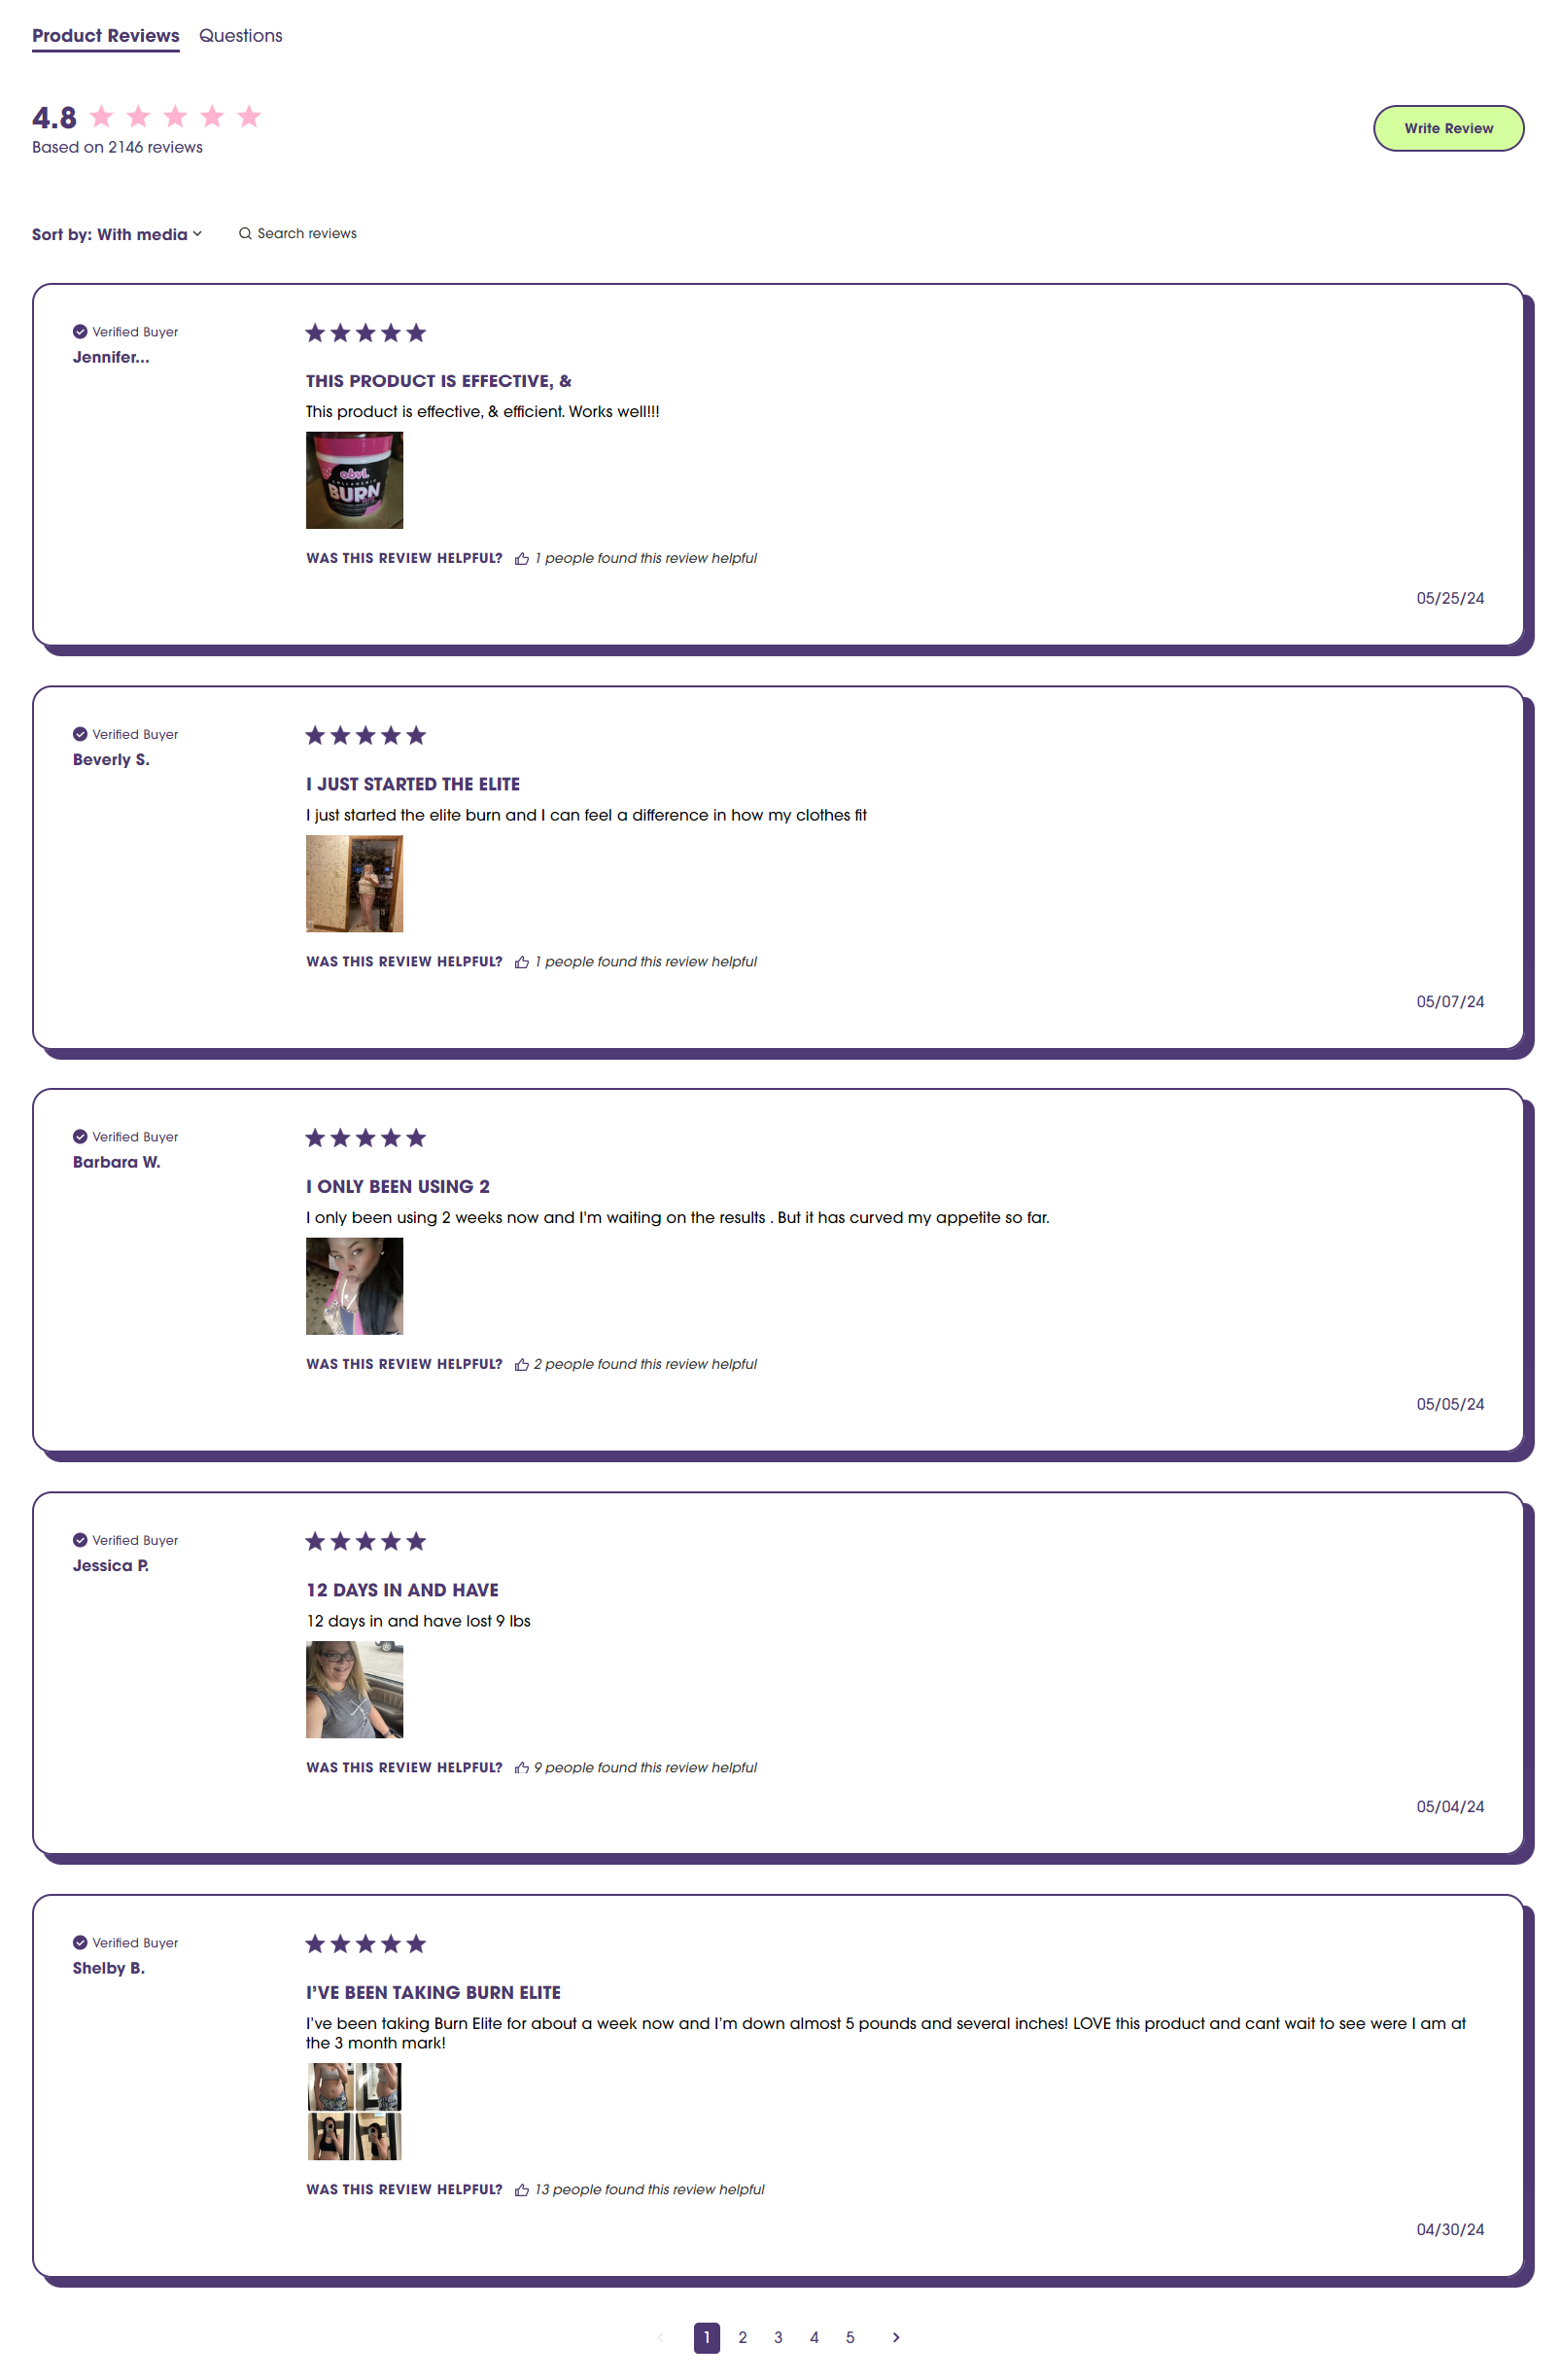 Product Reviews Questions
4.8
Based on 2146 reviews
Write Review
Sort by: With media
Search reviews
Verified Buyer
Jennifer...
THIS PRODUCT IS EFFECTIVE, &
This product is effective, & efficient. Works well!!!
obvi.
COLLAGENIC
BURN
WAS THIS REVIEW HELPFUL? 1 people found this review helpful
05/25/24
Verified Buyer
Beverly S.
I JUST STARTED THE ELITE
I just started the elite burn and I can feel a difference in how my clothes fit
WAS THIS REVIEW HELPFUL? 1 people found this review helpful
05/07/24
Verified Buyer
Barbara W.
I ONLY BEEN USING 2
I only been using 2 weeks now and I'm waiting on the results . But it has curved my appetite so far.
WAS THIS REVIEW HELPFUL? 2 people found this review helpful
05/05/24
Verified Buyer
Jessica P.
12 DAYS IN AND HAVE
12 days in and have lost 9 lbs
WAS THIS REVIEW HELPFUL? 9 people found this review helpful
05/04/24
Verified Buyer
Shelby B.
I’VE BEEN TAKING BURN ELITE
I’ve been taking Burn Elite for about a week now and I’m down almost 5 pounds and several inches! LOVE this product and cant wait to see were I am at
the 3 month mark!
WAS THIS REVIEW HELPFUL? 13 people found this review helpful
04/30/24
1 2 3 4 5